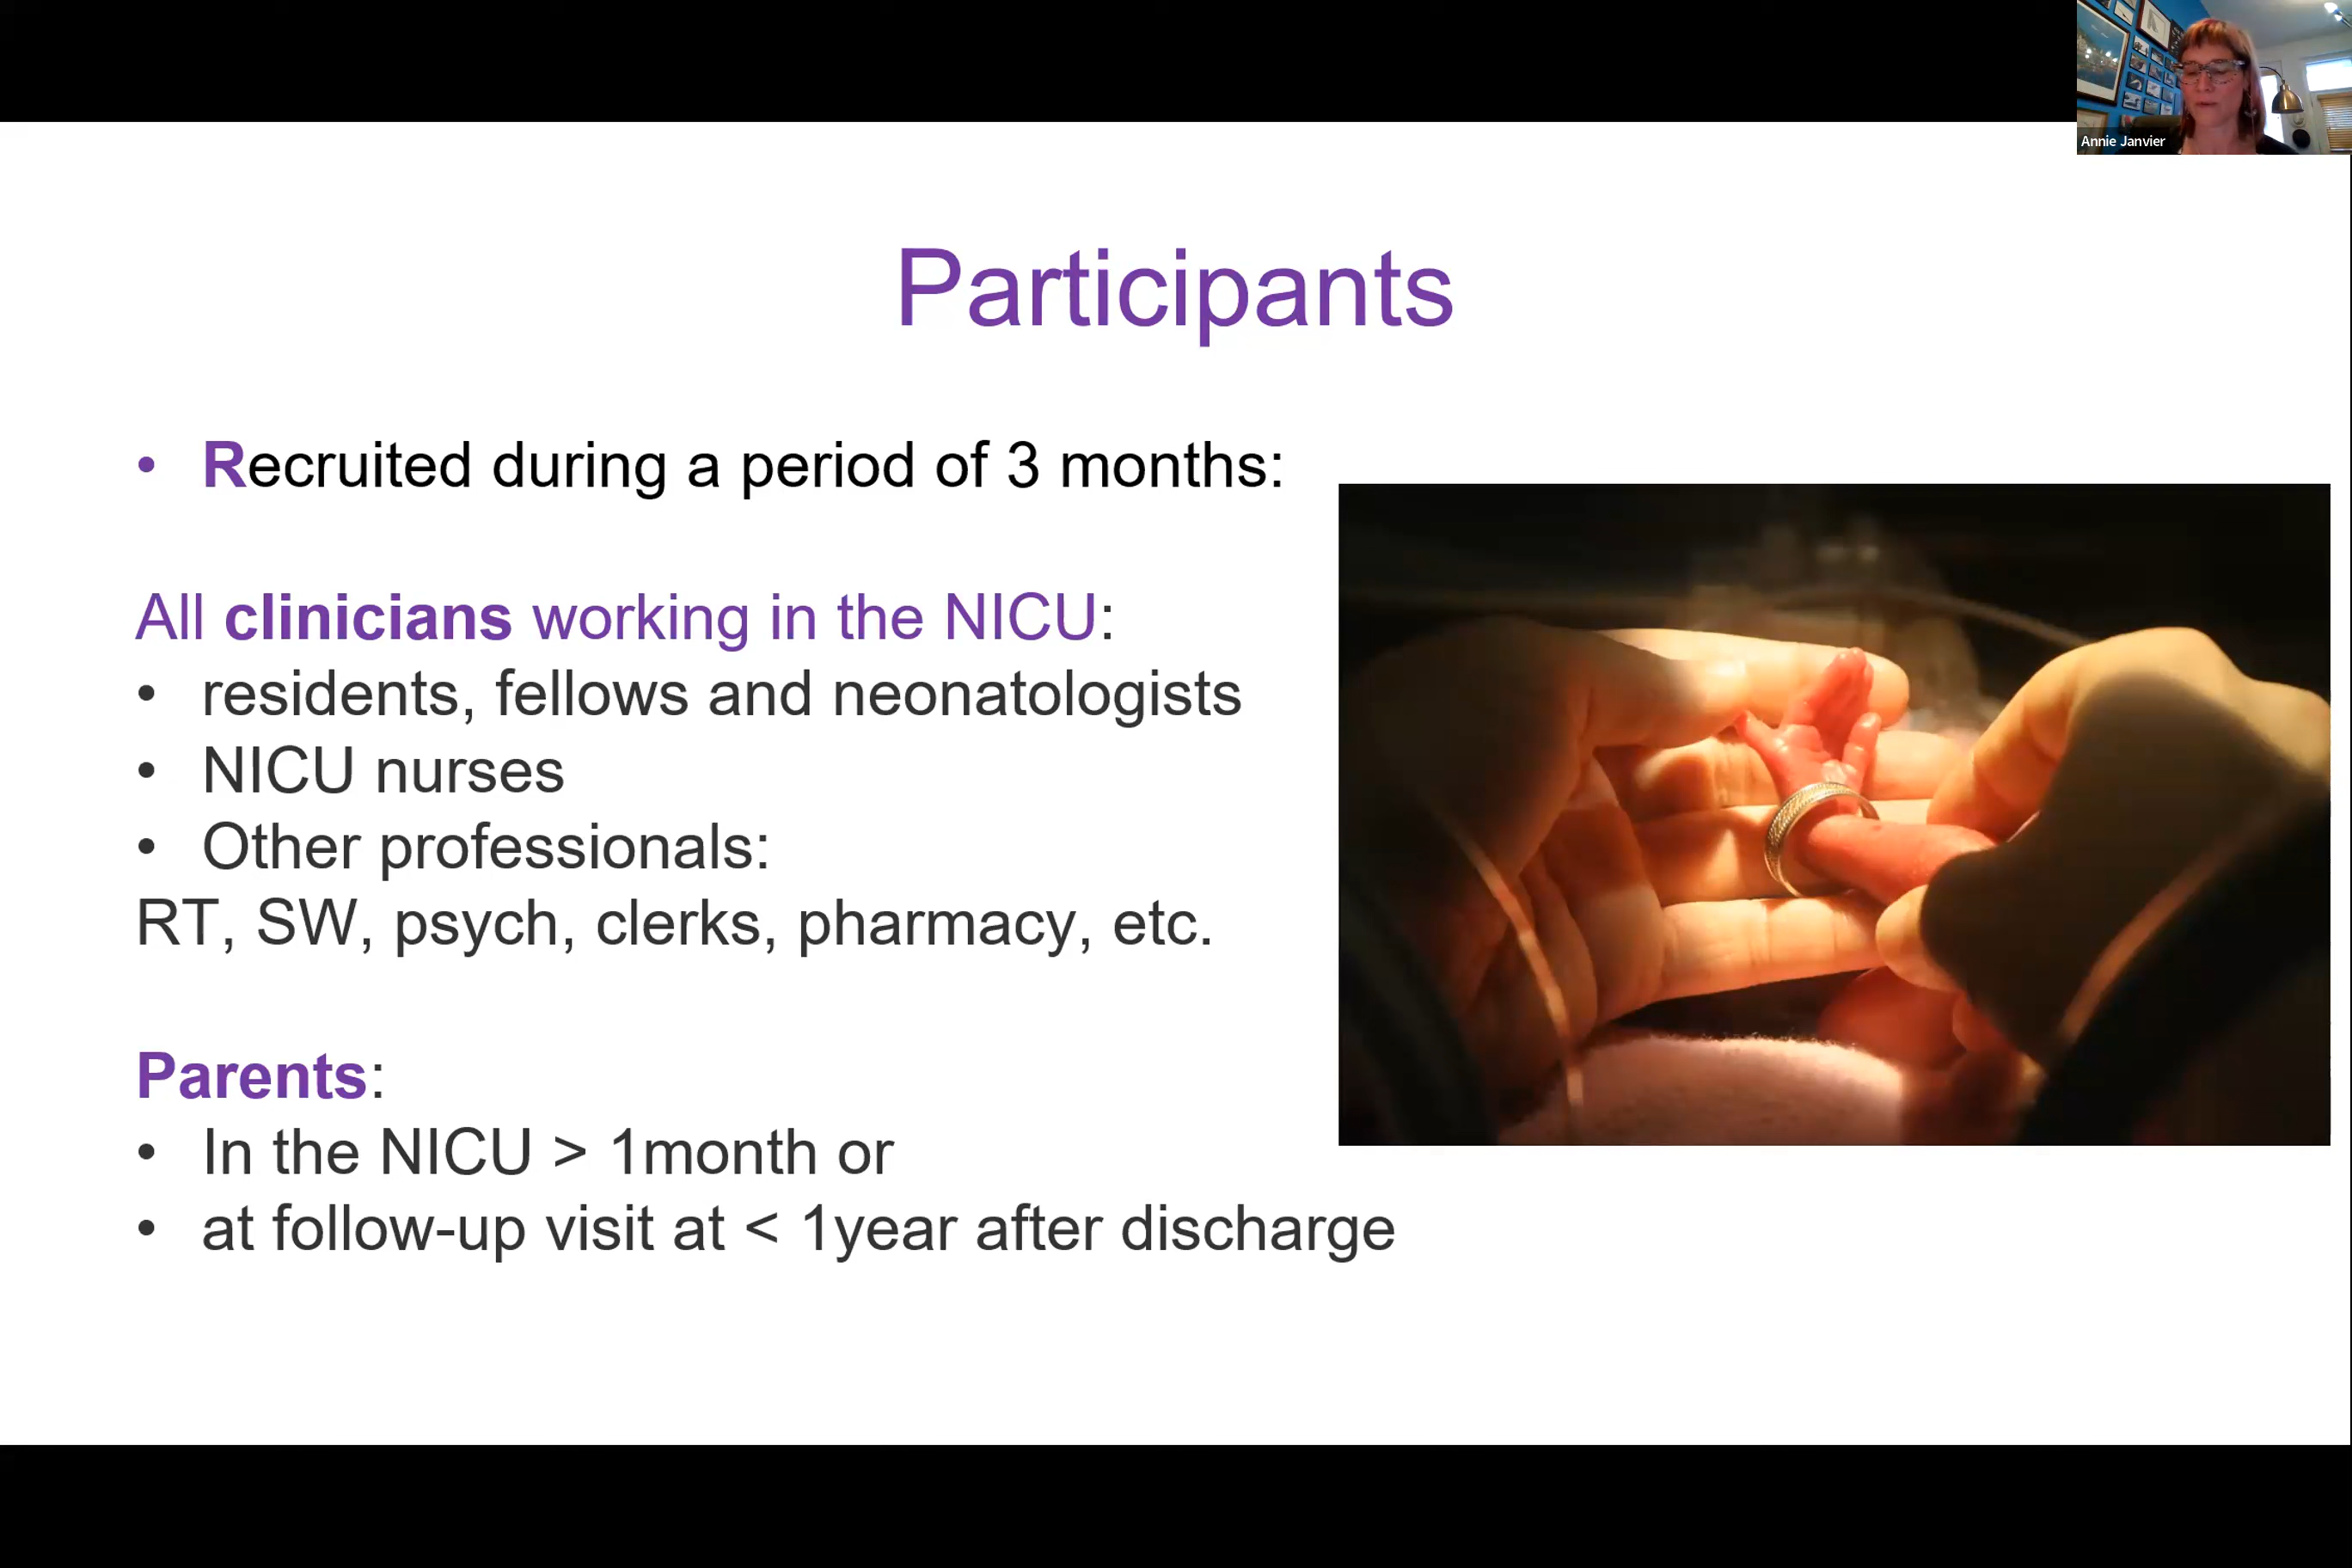 Annie Janvier
Participants
• Recruited during a period of 3 months:
All clinicians working in the NICU:
• residents, fellows and neonatologists
• NICU nurses
• Other professionals:
RT, SW, psych, clerks, pharmacy, etc.
Parents:
• In the NICU > 1month or
• at follow-up visit at < 1year after discharge